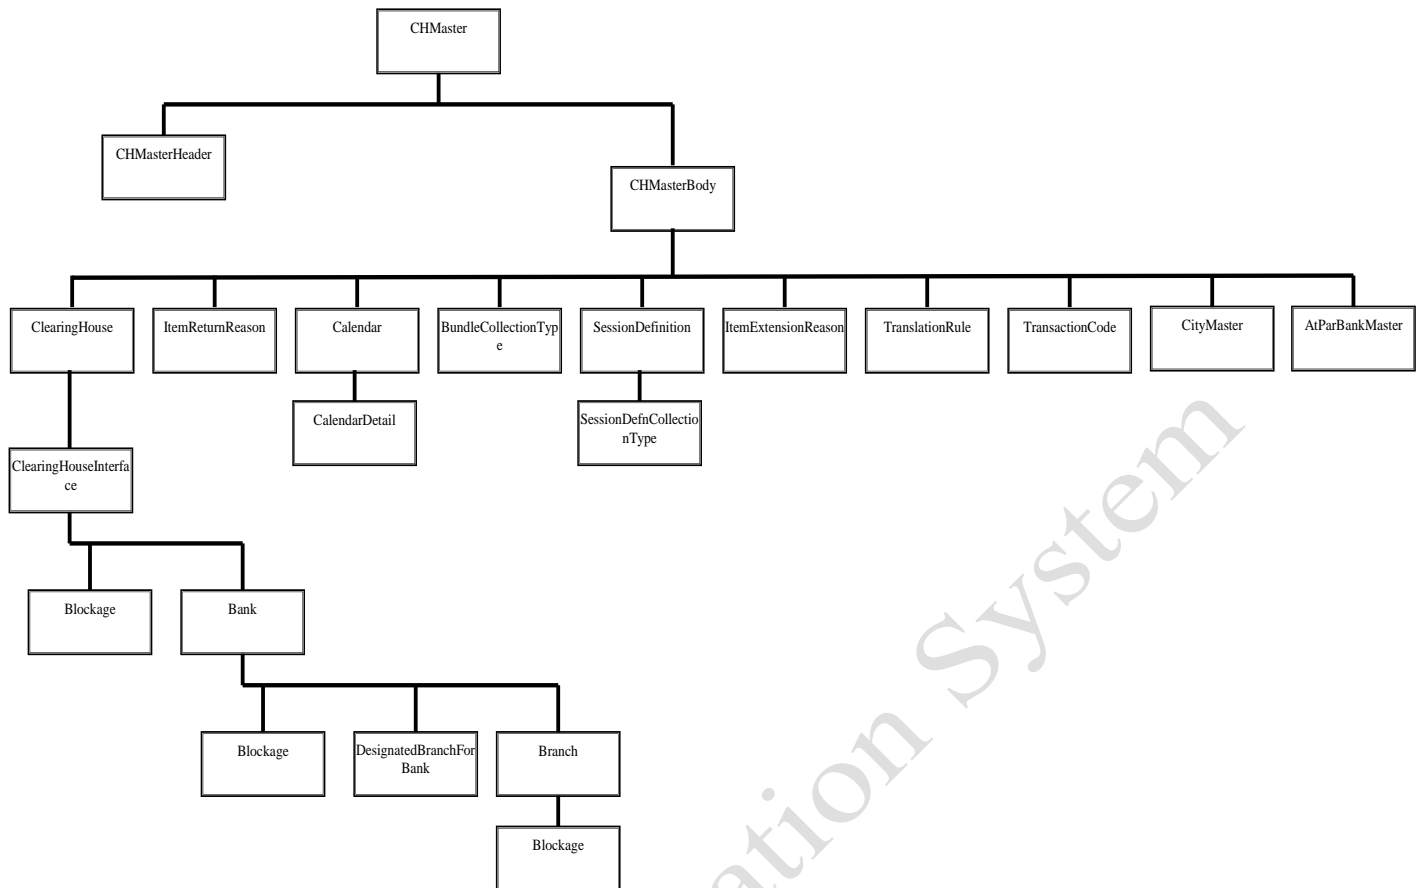 CHMaster
CHMasterHeader
CHMasterBody
ClearingHouse
ItemReturnReason
Calendar
BundleCollectionTyp
e
SessionDefinition
ItemExtensionReason
TranslationRule
TransactionCode
CityMaster
AtParBankMaster
CalendarDetail
SessionDefnCollectio
nType
ClearingHouseInterfa
ce
Blockage
Bank
Blockage
DesignatedBranchFor
Bank
Branch
Blockage
ation System